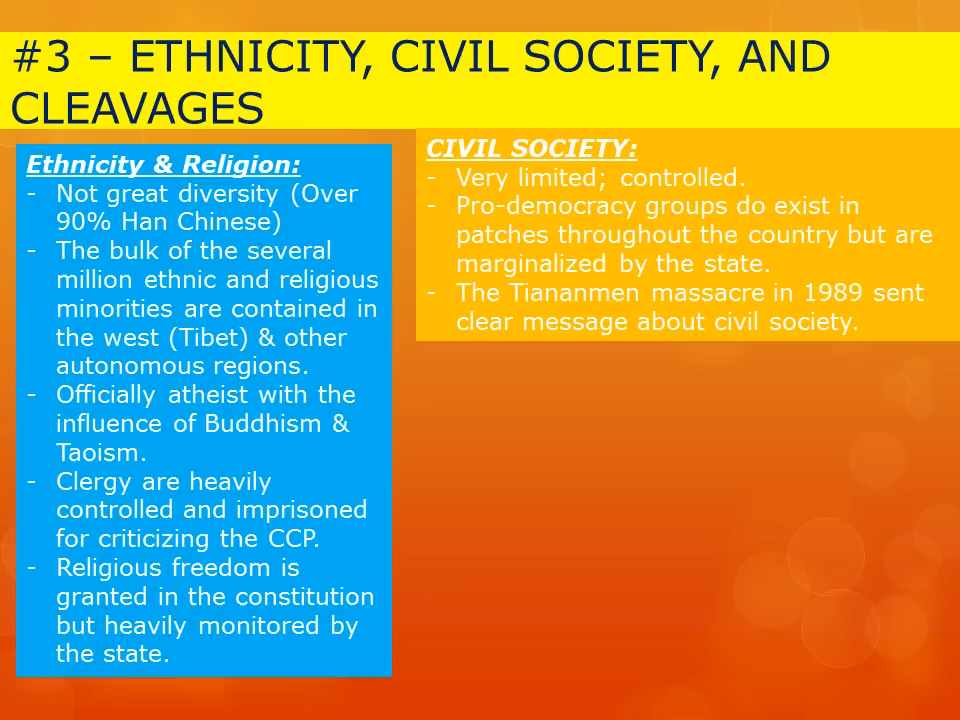 #3 – ETHNICITY, CIVIL SOCIETY, AND
CLEAVAGES
Ethnicity & Religion:
- Not great diversity (Over
90% Han Chinese)
- The bulk of the several
million ethnic and religious
minorities are contained in
the west (Tibet) & other
autonomous regions.
- Officially atheist with the
influence of Buddhism &
Taoism.
- Clergy are heavily
controlled and imprisoned
for criticizing the CCP.
- Religious freedom is
granted in the constitution
but heavily monitored by
the state.
CIVIL SOCIETY:
- Very limited; controlled.
- Pro-democracy groups do exist in
patches throughout the country but are
marginalized by the state.
- The Tiananmen massacre in 1989 sent
clear message about civil society.